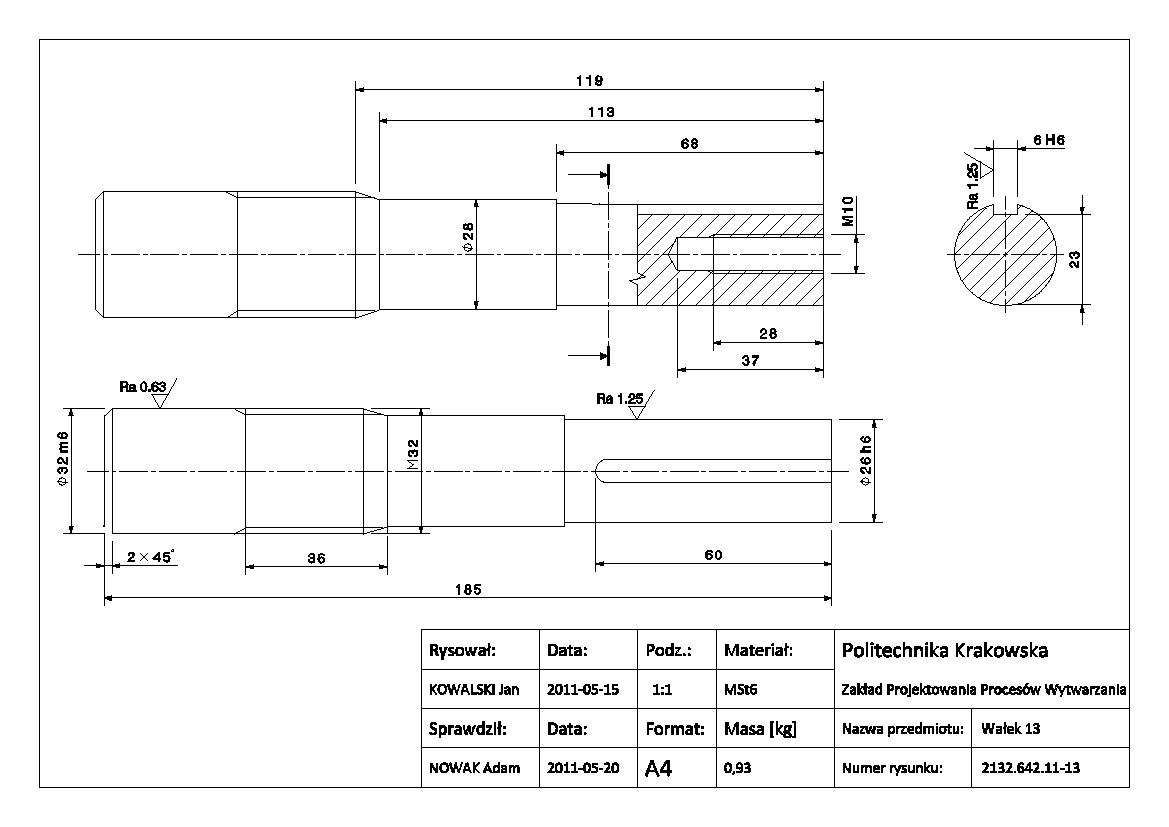 119
113
68
6 H6
Ra 1.25
M10
Φ28
23
28
37
Ra 0.63
Ra 1.25
Φ32 m6
M32
Φ26 h6
2 × 45°
36
60
185
Rysował: Data: Podz.: Materiał: Politechnika Krakowska
KOWALSKI Jan 2011-05-15 1:1 MSt6 Zakład Projektowania Procesów Wytwarzania
Sprawdził: Data: Format: Masa [kg] Nazwa przedmiotu: Wałek 13
NOWAK Adam 2011-05-20 A4 0,93 Numer rysunku: 2132.642.11-13